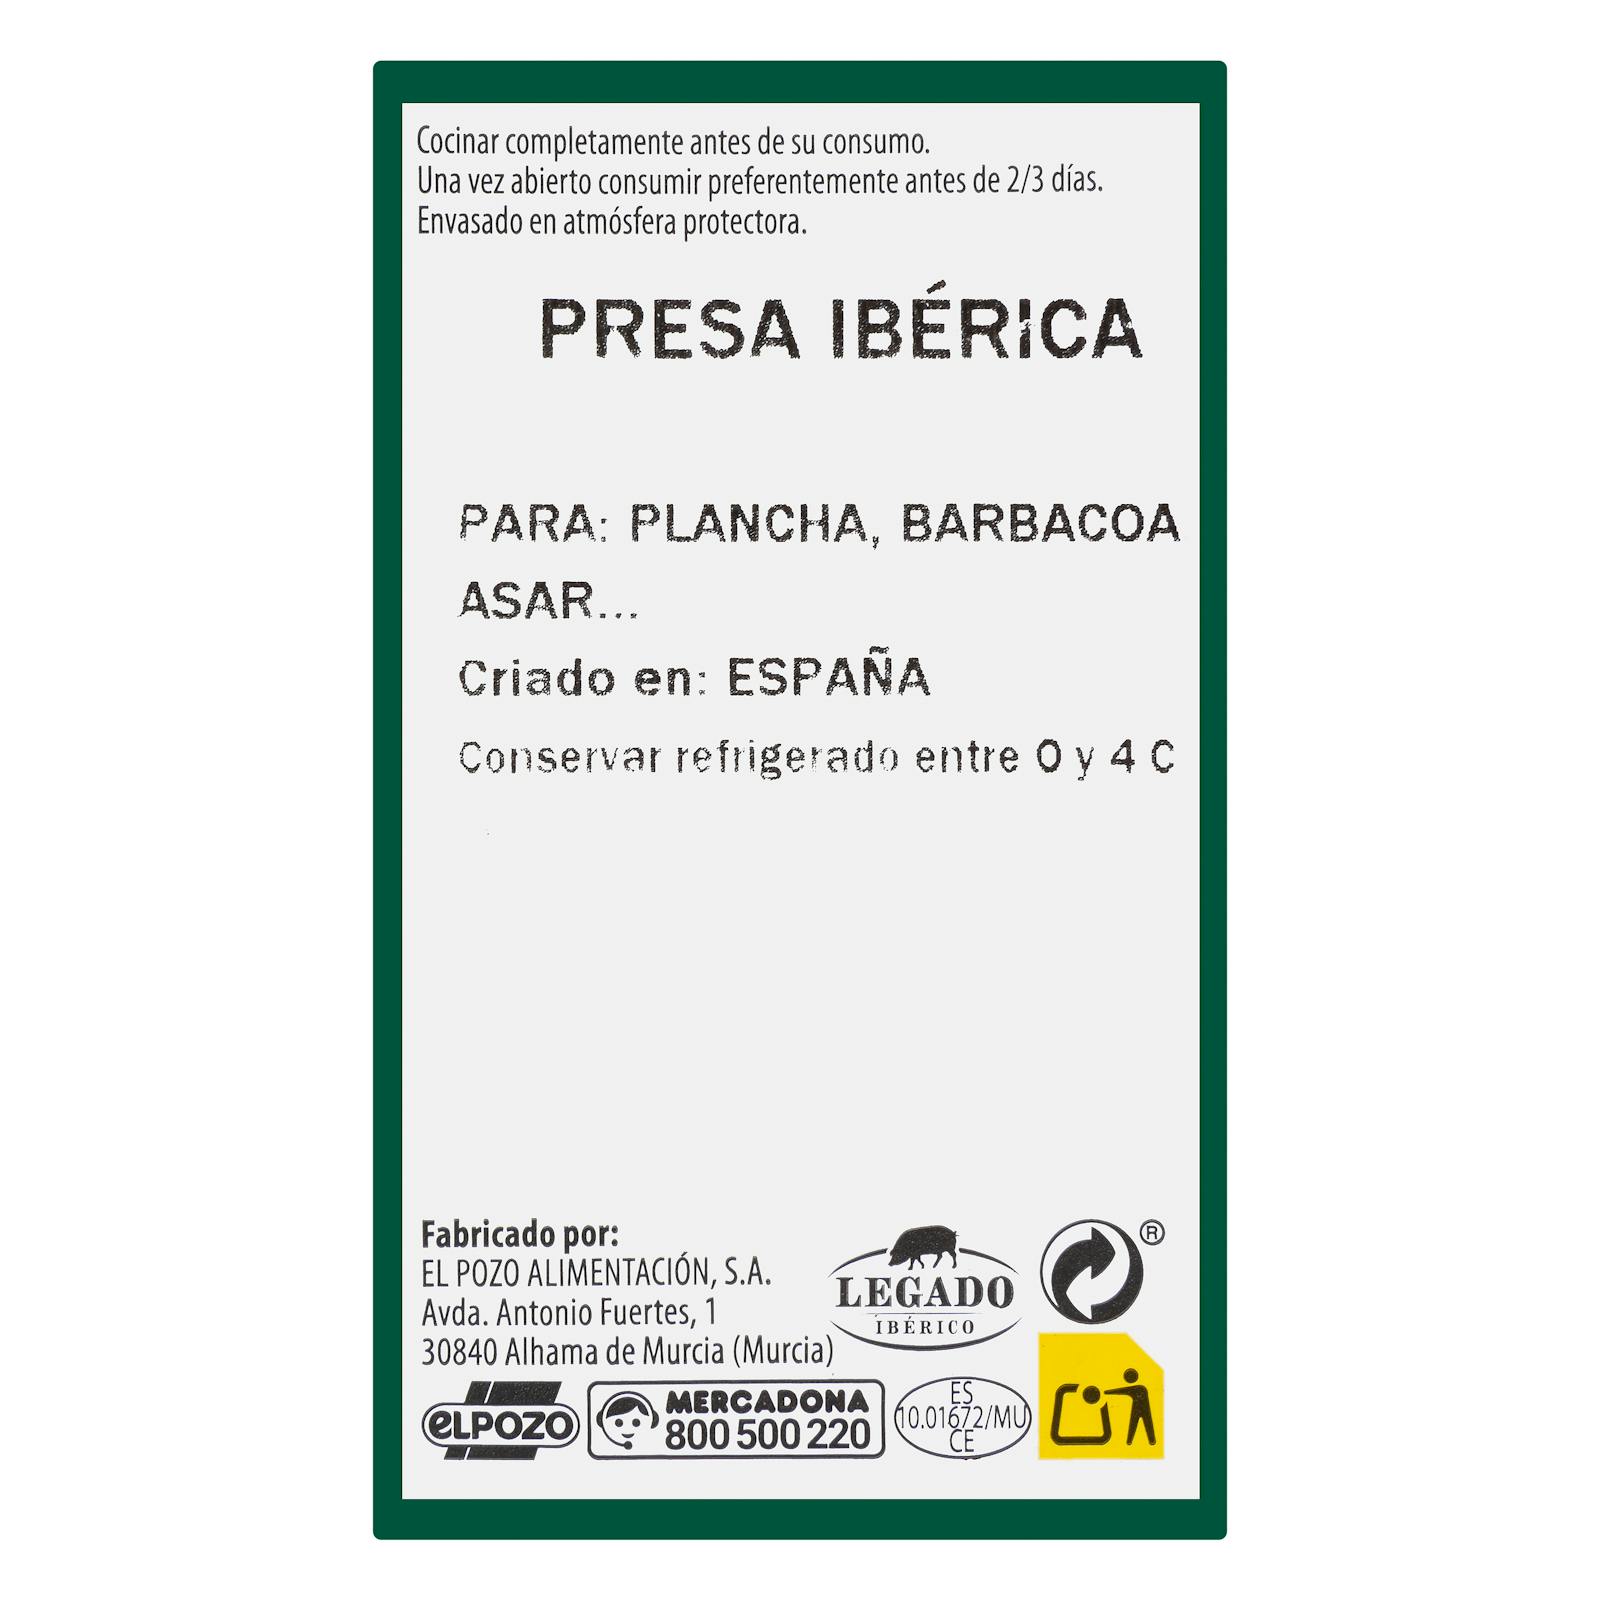 Cocinar completamente antes de su consumo.
Una vez abierto consumir preferentemente antes de 2/3 días.
Envasado en atmósfera protectora.
PRESA IBÉRICA
PARA: PLANCHA, BARBACOA
ASAR...
Criado en: ESPAÑA
Conservar refrigerado entre 0 y 4 C
Fabricado por:
EL POZO ALIMENTACIÓN, S.A.
Avda. Antonio Fuertes, 1
30840 Alhama de Murcia (Murcia)
LEGADO
IBÉRICO
®
ELPOZO
MERCADONA
800 500 220
ES
10.01672/MU
CE